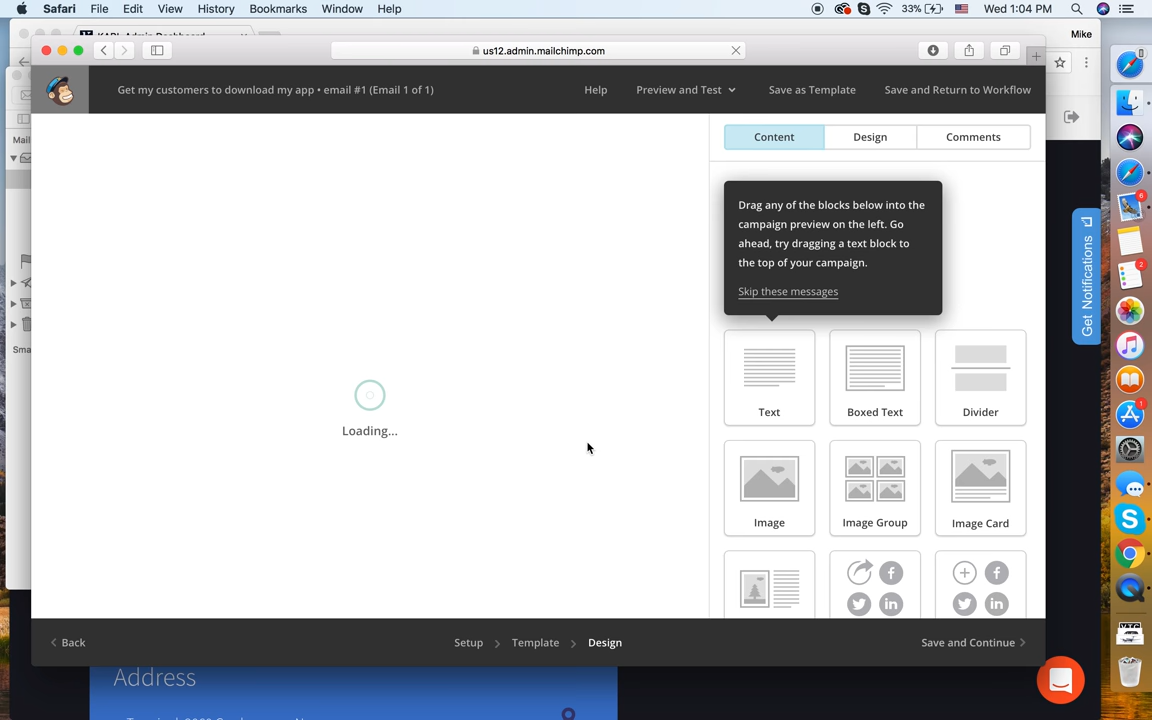 Safari File Edit View History Bookmarks Window Help 33% Wed 1:04 PM
Mike
us12.admin.mailchimp.com
Get my customers to download my app • email #1 (Email 1 of 1) Help Preview and Test Save as Template Save and Return to Workflow
Content Design Comments
Mail
Drag any of the blocks below into the
campaign preview on the left. Go
ahead, try dragging a text block to
the top of your campaign.
Skip these messages
Get Notifications
Sma
Loading...
Text Boxed Text Divider
Image Image Group Image Card
Back Setup Template Design Save and Continue
Address